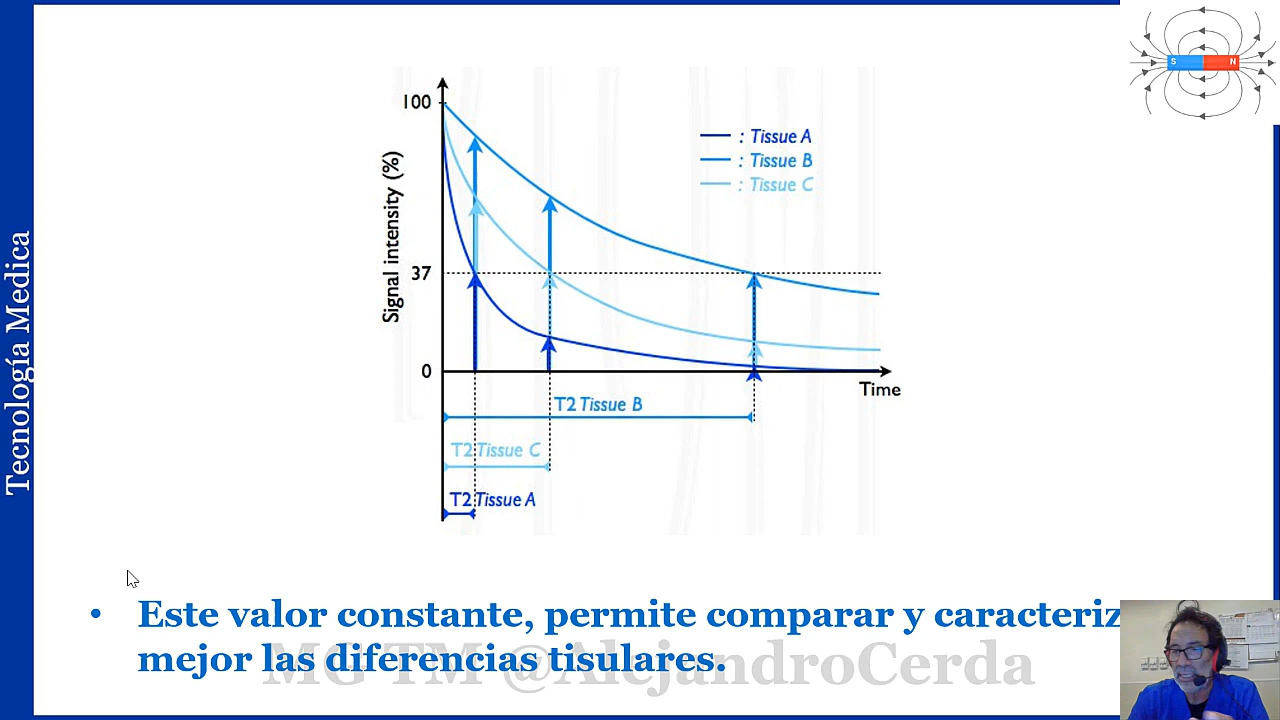 S N
100
Signal intensity (%)
: Tissue A
: Tissue B
: Tissue C
37
0
Time
T2 Tissue B
T2 Tissue C
T2 Tissue A
Tecnología Medica
• Este valor constante, permite comparar y caracteriz
mejor las diferencias tisulares.
MG TM @AlejandroCerda